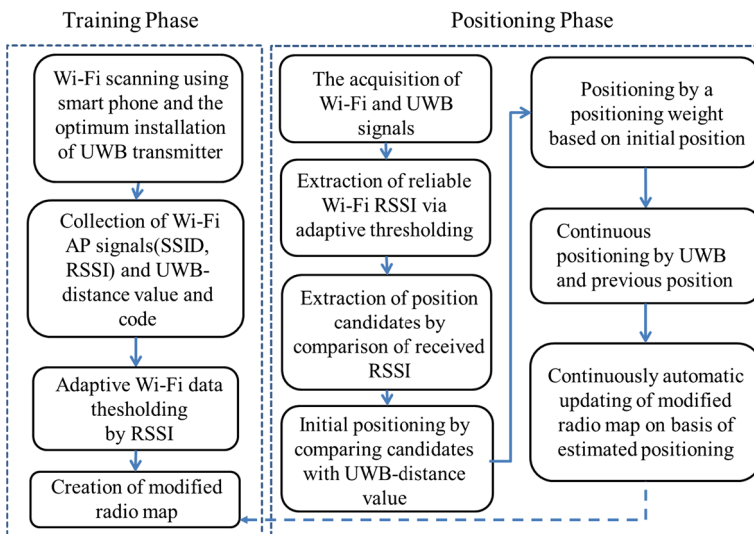 Training Phase
Wi-Fi scanning using
smart phone and the
optimum installation
of UWB transmitter
Collection of Wi-Fi
AP signals(SSID,
RSSI) and UWB-
distance value and
code
Adaptive Wi-Fi data
thesholding
by RSSI
Creation of modified
radio map
Positioning Phase
The acquisition of
Wi-Fi and UWB
signals
Extraction of reliable
Wi-Fi RSSI via
adaptive thresholding
Extraction of position
candidates by
comparison of received
RSSI
Initial positioning by
comparing candidates
with UWB-distance
value
Positioning by a
positioning weight
based on initial position
Continuous
positioning by UWB
and previous position
Continuously automatic
updating of modified
radio map on basis of
estimated positioning